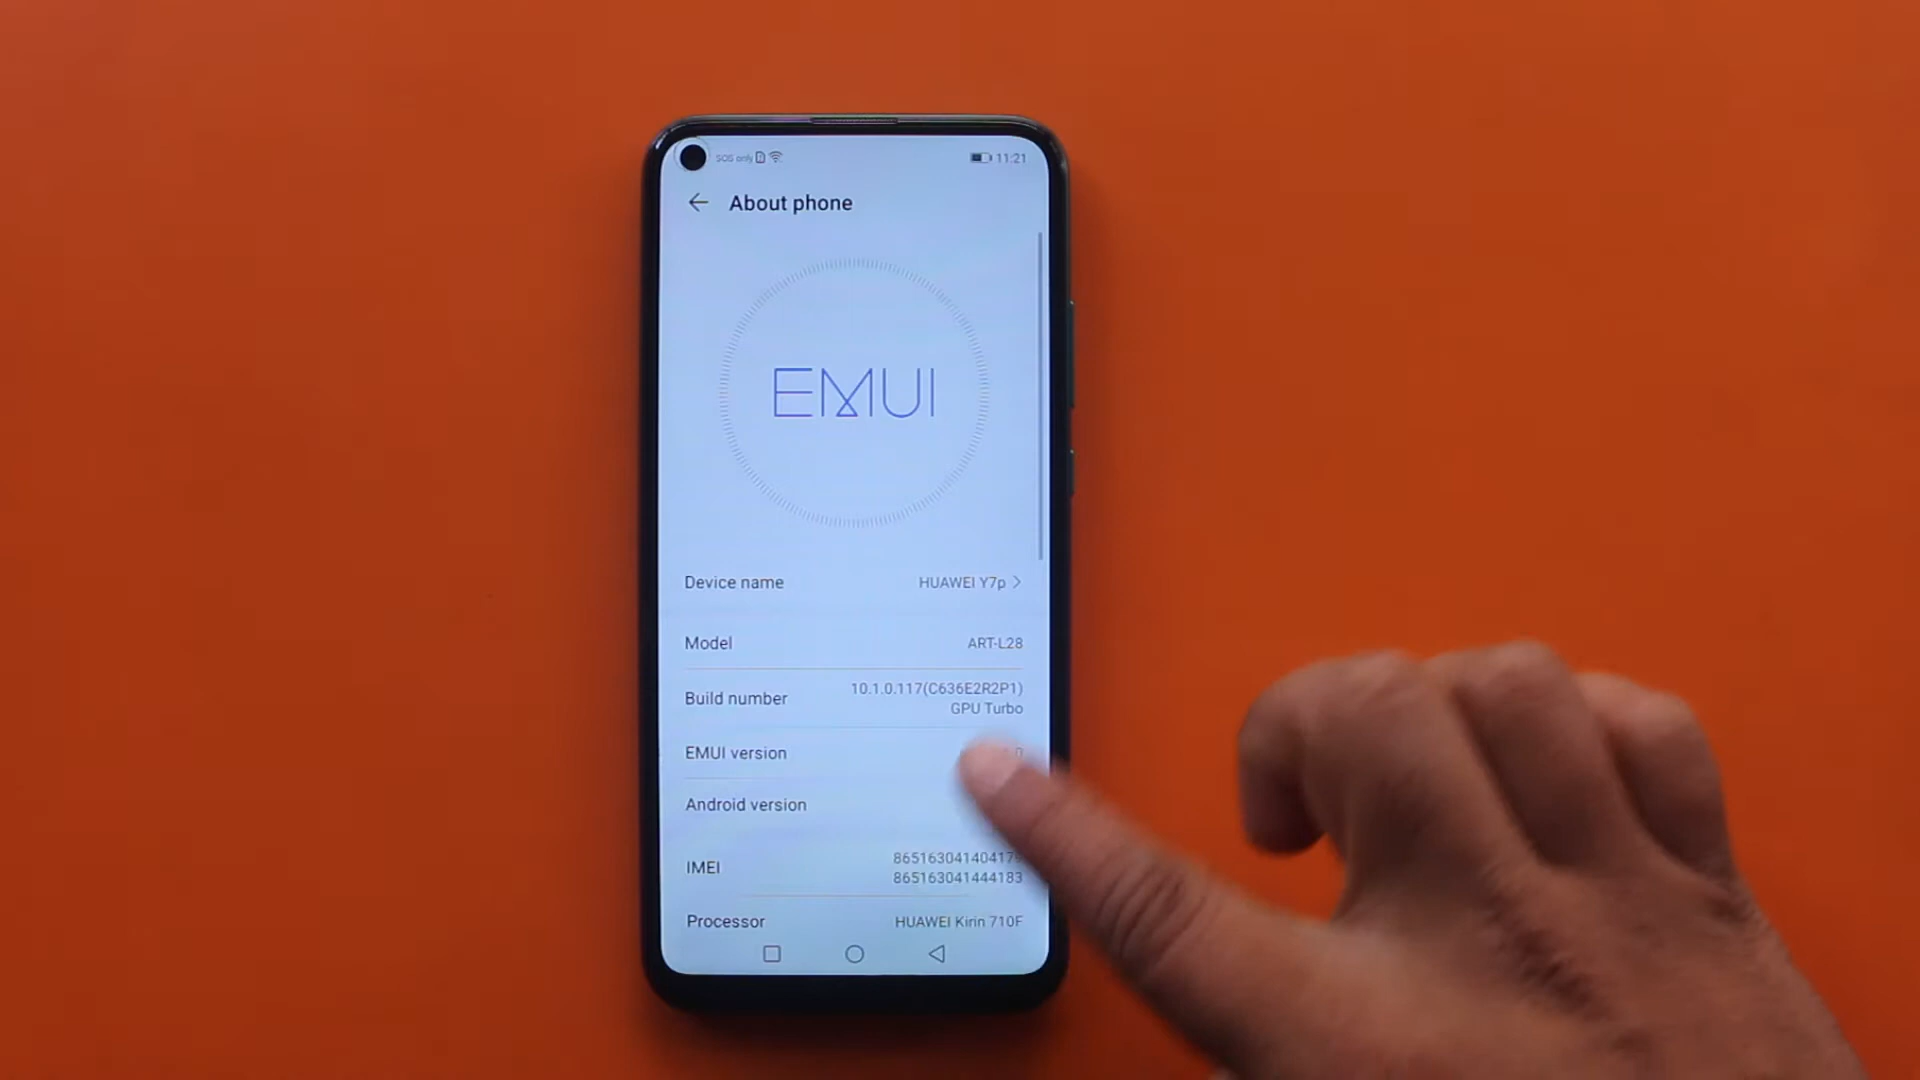 SOS only
11:21
About phone
EMUI
Device name HUAWEI Y7p
Model ART-L28
Build number 10.1.0.117(C636E2R2P1)
GPU Turbo
EMUI version
Android version
IMEI 865163041404179
865163041444183
Processor HUAWEI Kirin 710F